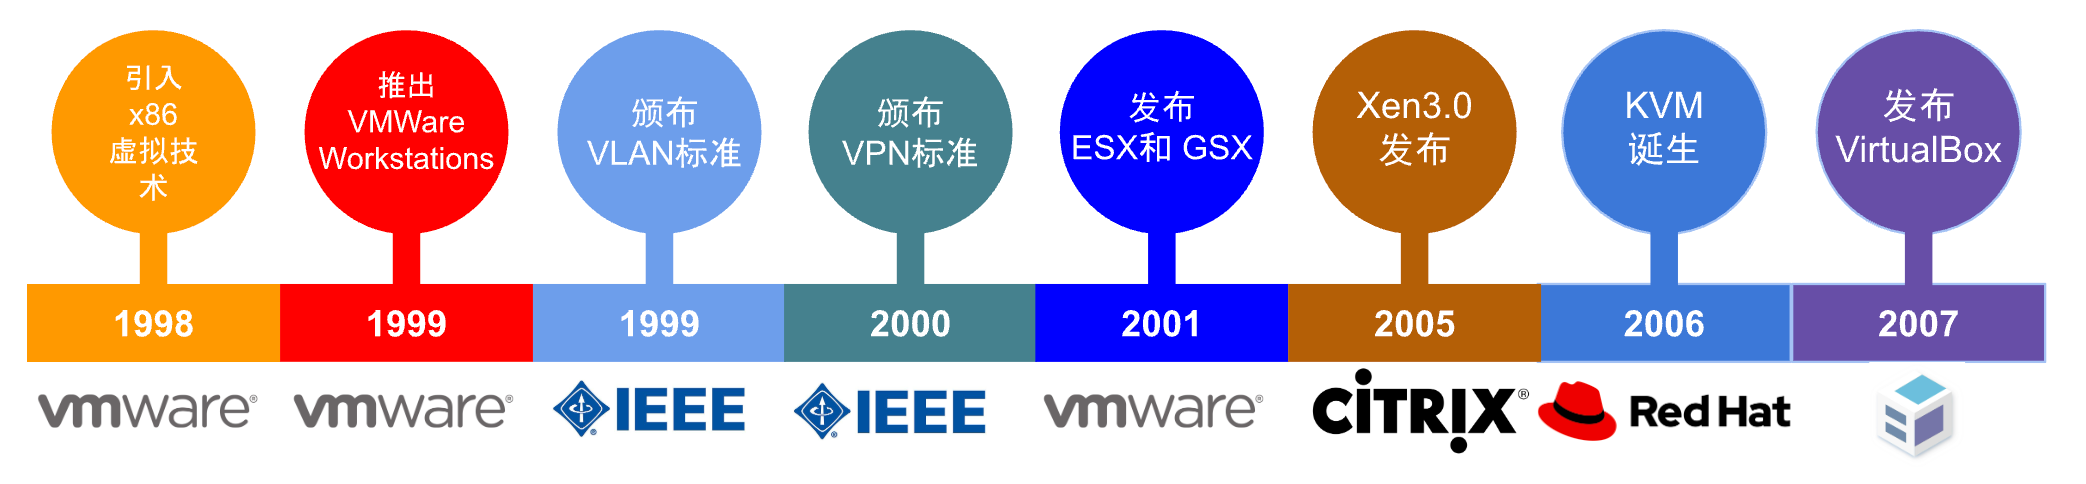 引入
x86
虚拟技
术
推出
VMWare
Workstations
颁布
VLAN标准
颁布
VPN标准
发布
ESX和 GSX
Xen3.0
发布
KVM
诞生
发布
VirtualBox
1998
1999
1999
2000
2001
2005
2006
2007
vmware®
vmware®
IEEE®
IEEE®
vmware®
CiTRIX®
Red Hat